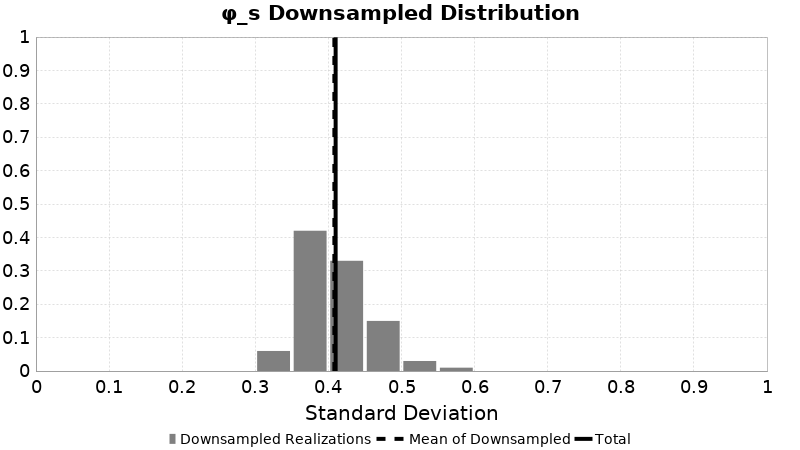 φ_s Downsampled Distribution
1
0.9
0.8
0.7
0.6
0.5
0.4
0.3
0.2
0.1
0
0 0.1 0.2 0.3 0.4 0.5 0.6 0.7 0.8 0.9 1
Standard Deviation
Downsampled Realizations Mean of Downsampled Total